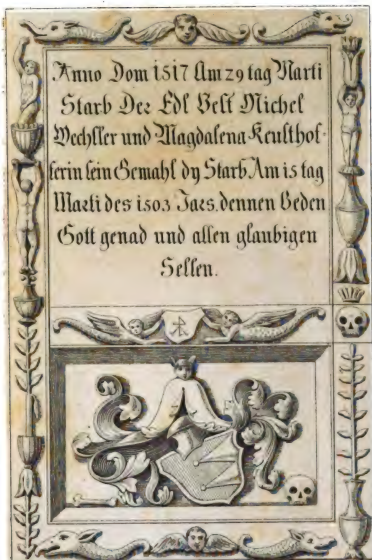 Anno Dom 1517 Am 29 tag Marti
Starb Der Edl Vest Michel
Wechsler und Magdalena Keusthof-
ferin sein Gemahl dy Starb Am 15 tag
Marti des 1503 Jars. dennen Beden
Gott genad und allen glaubigen
Sellen.